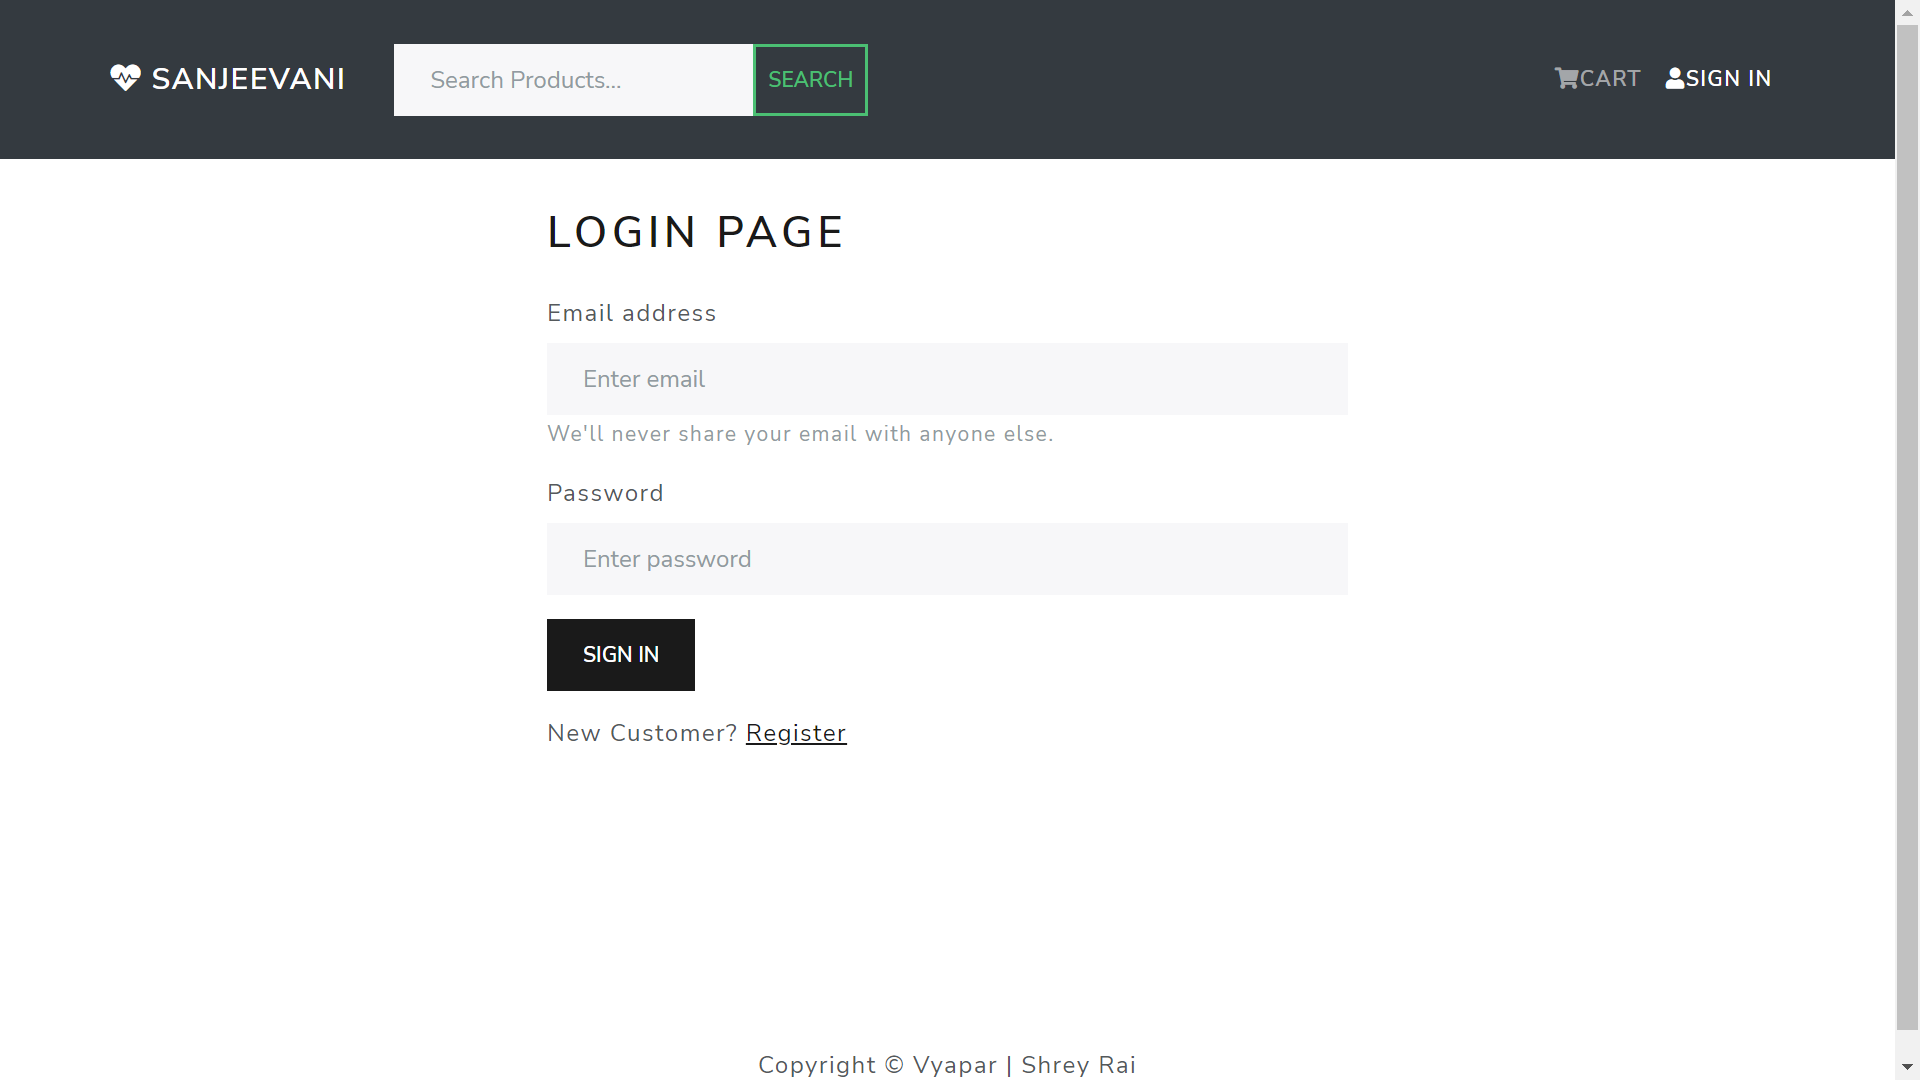 SANJEEVANI
Search Products...
SEARCH
CART
SIGN IN
LOGIN PAGE
Email address
Enter email
We'll never share your email with anyone else.
Password
Enter password
SIGN IN
New Customer? Register
Copyright © Vyapar | Shrey Rai